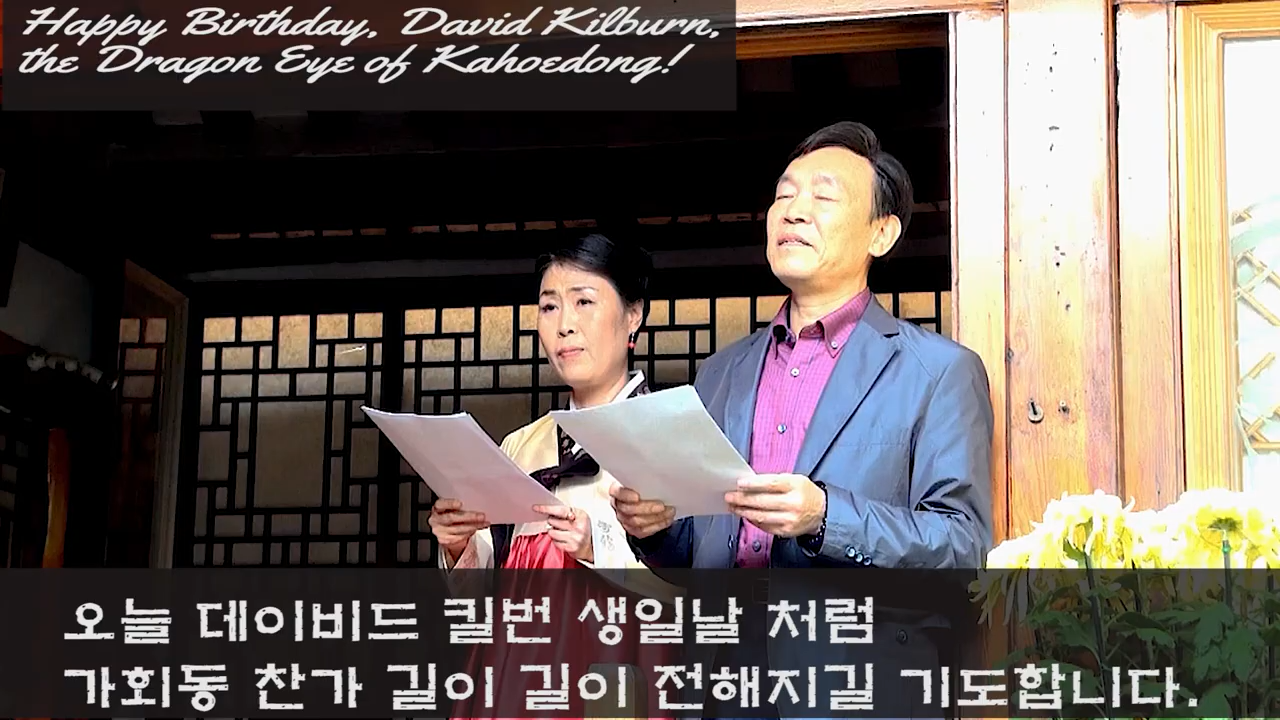 Happy Birthday, David Kilburn,
the Dragon Eye of Kahoedong!
오늘 데이비드 킬번 생일날 처럼
가회동 찬가 길이 길이 전해지길 기도합니다.